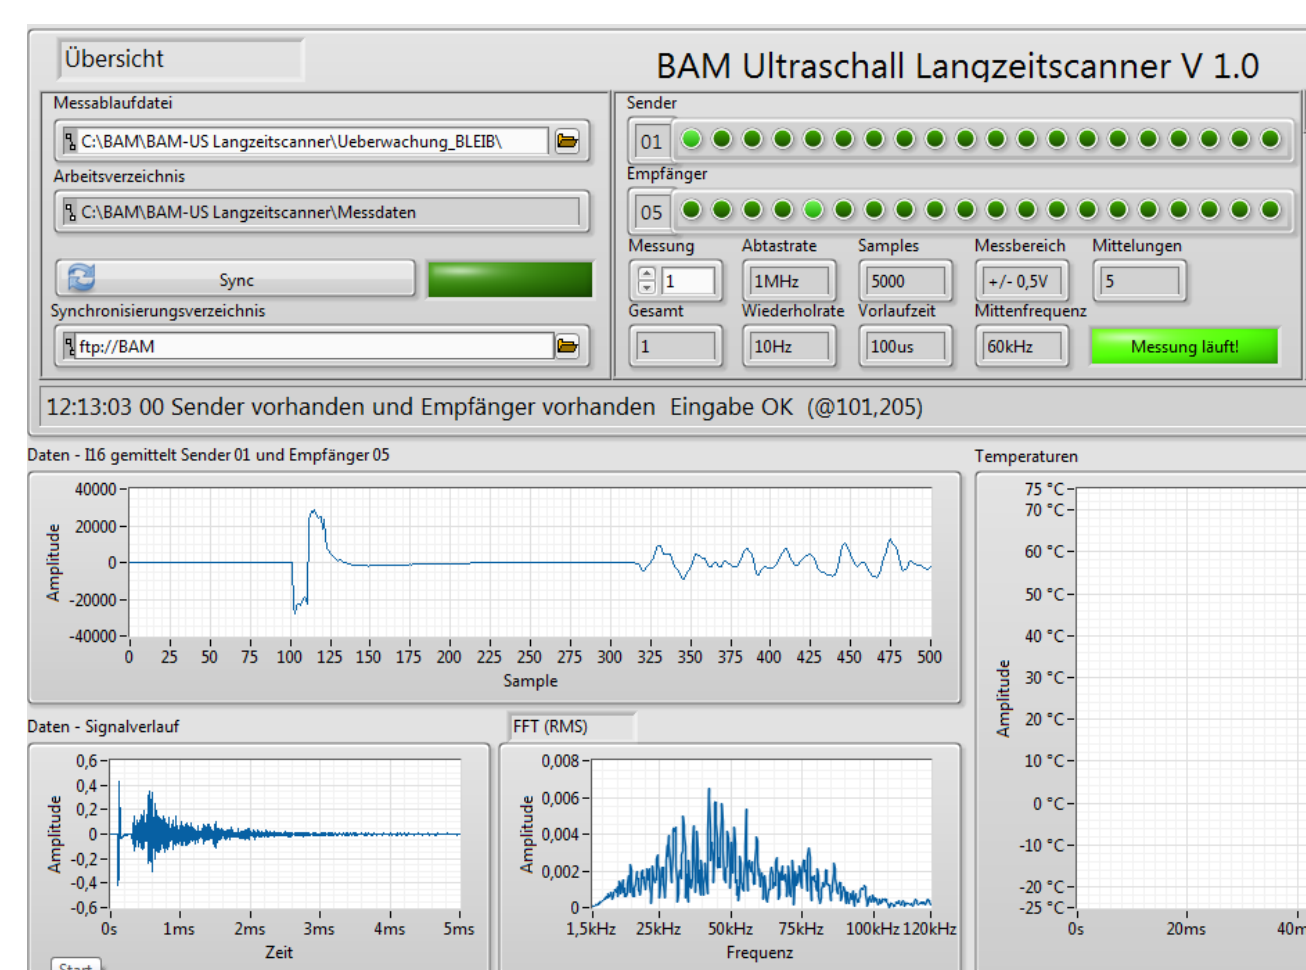 Übersicht
BAM Ultraschall Langzeitscanner V 1.0
Messablaufdatei
C:\BAM\BAM-US Langzeitscanner\Ueberwachung_BLEIB\
Arbeitsverzeichnis
C:\BAM\BAM-US Langzeitscanner\Messdaten
Sync
Synchronisierungsverzeichnis
ftp://BAM
Sender
01
Empfänger
05
Messung Abtastrate Samples Messbereich Mittelungen
1 1MHz 5000 +/- 0,5V 5
Gesamt Wiederholrate Vorlaufzeit Mittenfrequenz
1 10Hz 100us 60kHz Messung läuft!
12:13:03 00 Sender vorhanden und Empfänger vorhanden Eingabe OK (@101,205)
Daten - I16 gemittelt Sender 01 und Empfänger 05
40000
20000
0
-20000
-40000
Amplitude
0 25 50 75 100 125 150 175 200 225 250 275 300 325 350 375 400 425 450 475 500
Sample
Daten - Signalverlauf
0,6
0,4
0,2
0
-0,2
-0,4
-0,6
Amplitude
0s 1ms 2ms 3ms 4ms 5ms
Zeit
Start
FFT (RMS)
0,008
0,006
0,004
0,002
0
Amplitude
1,5kHz 25kHz 50kHz 75kHz 100kHz 120kHz
Frequenz
Temperaturen
75 °C
70 °C
60 °C
50 °C
40 °C
30 °C
20 °C
10 °C
0 °C
-10 °C
-20 °C
-25 °C
Amplitude
0s 20ms 40m